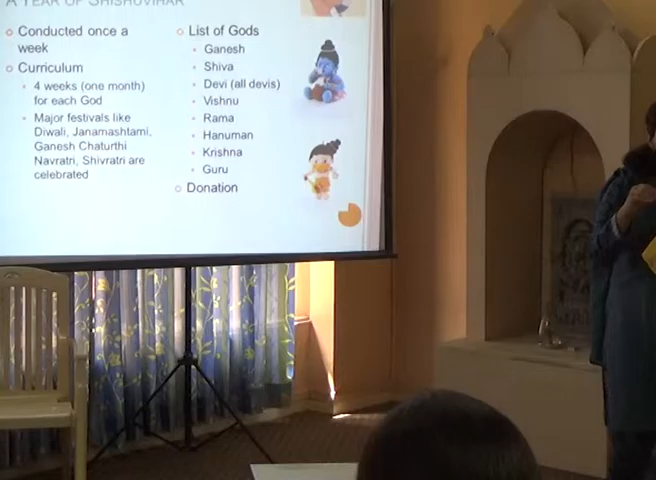 A YEAR OF SHISHUVIHAR
Conducted once a
week
Curriculum
4 weeks (one month)
for each God
Major festivals like
Diwali, Janamashtami,
Ganesh Chaturthi
Navratri, Shivratri are
celebrated
List of Gods
Ganesh
Shiva
Devi (all devis)
Vishnu
Rama
Hanuman
Krishna
Guru
Donation